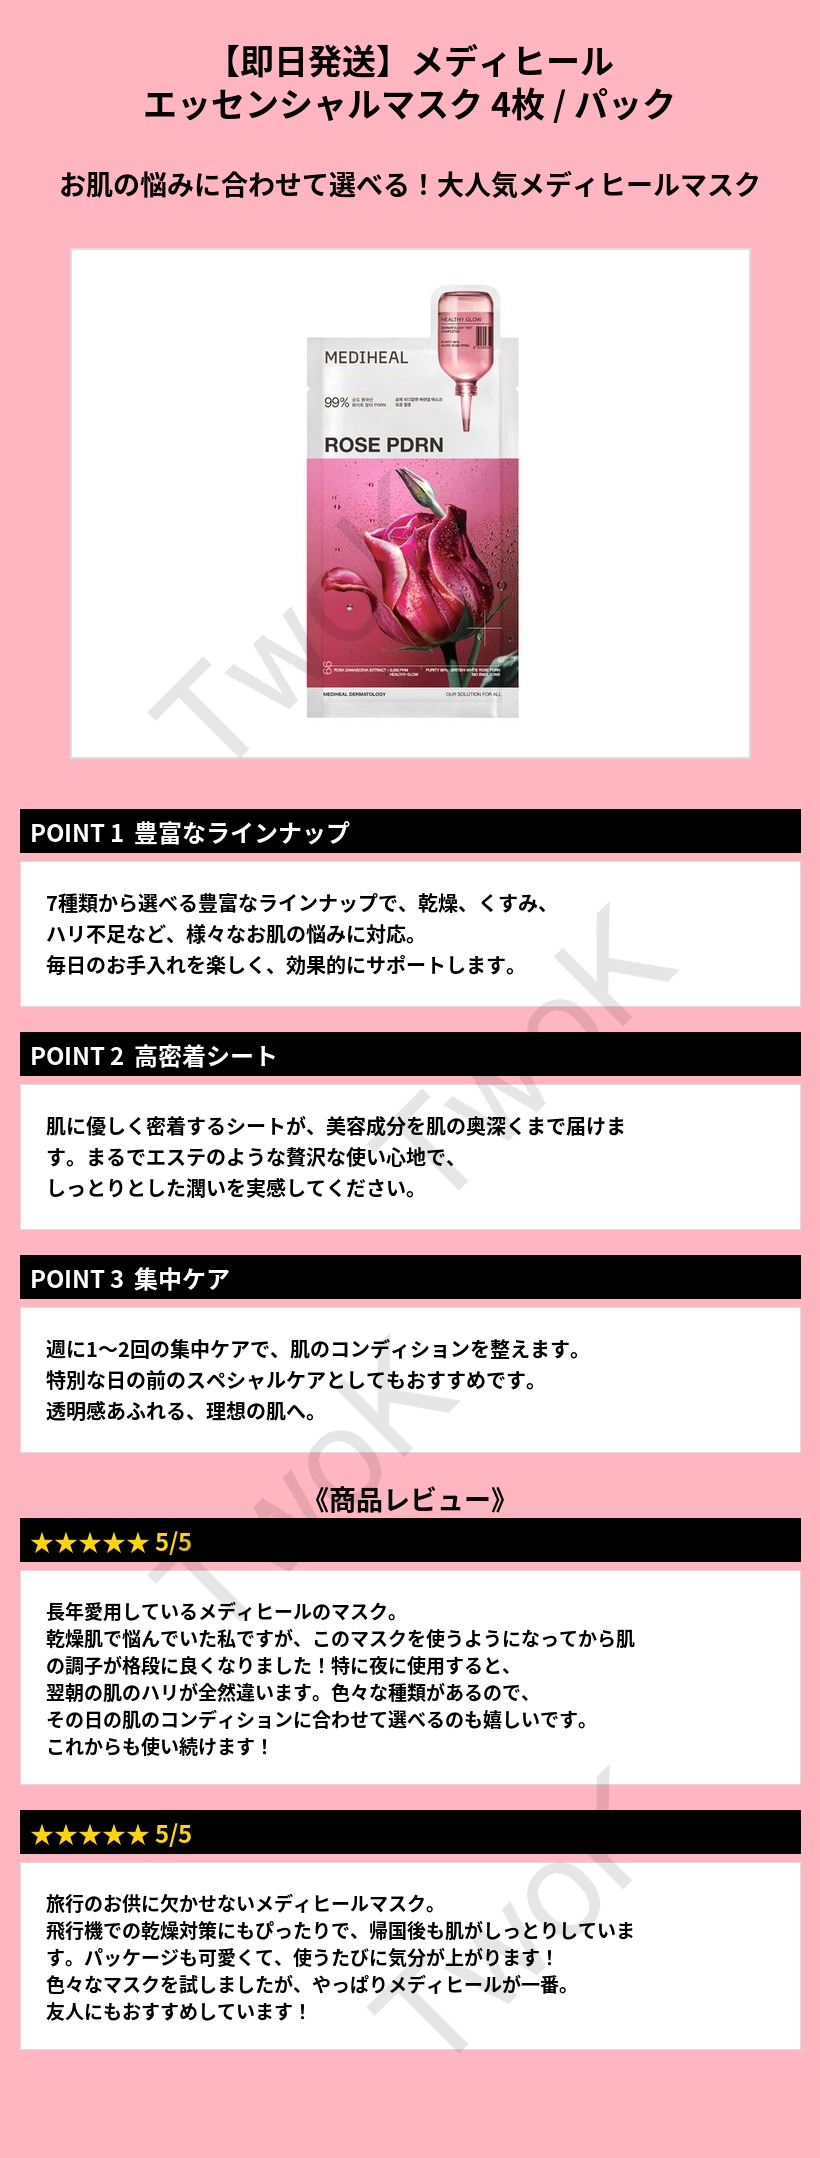 【即日発送】メディヒール
エッセンシャルマスク 4枚 / パック
お肌の悩みに合わせて選べる！大人気メディヒールマスク
HEALTHY GLOW
MEDIHEAL
99%
ROSE PDRN
ROSA DAMASCENA EXTRACT
HEALTHY GLOW
MEDIHEAL DERMATOLOGY
OUR SOLUTION FOR ALL
TwoK
POINT 1 豊富なラインナップ
7種類から選べる豊富なラインナップで、乾燥、くすみ、
ハリ不足など、様々なお肌の悩みに対応。
毎日のお手入れを楽しく、効果的にサポートします。
TwoK
POINT 2 高密着シート
肌に優しく密着するシートが、美容成分を肌の奥深くまで届けま
す。まるでエステのような贅沢な使い心地で、
しっとりとした潤いを実感してください。
POINT 3 集中ケア
週に1〜2回の集中ケアで、肌のコンディションを整えます。
特別な日の前のスペシャルケアとしてもおすすめです。
透明感あふれる、理想の肌へ。
TwoK
《商品レビュー》
★★★★★ 5/5
長年愛用しているメディヒールのマスク。
乾燥肌で悩んでいた私ですが、このマスクを使うようになってから肌
の調子が格段に良くなりました！特に夜に使用すると、
翌朝の肌のハリが全然違います。色々な種類があるので、
その日の肌のコンディションに合わせて選べるのも嬉しいです。
これからも使い続けます！
★★★★★ 5/5
旅行のお供に欠かせないメディヒールマスク。
飛行機での乾燥対策にもぴったりで、帰国後も肌がしっとりしていま
す。パッケージも可愛くて、使うたびに気分が上がります！
色々なマスクを試しましたが、やっぱりメディヒールが一番。
友人にもおすすめしています！
TwoK